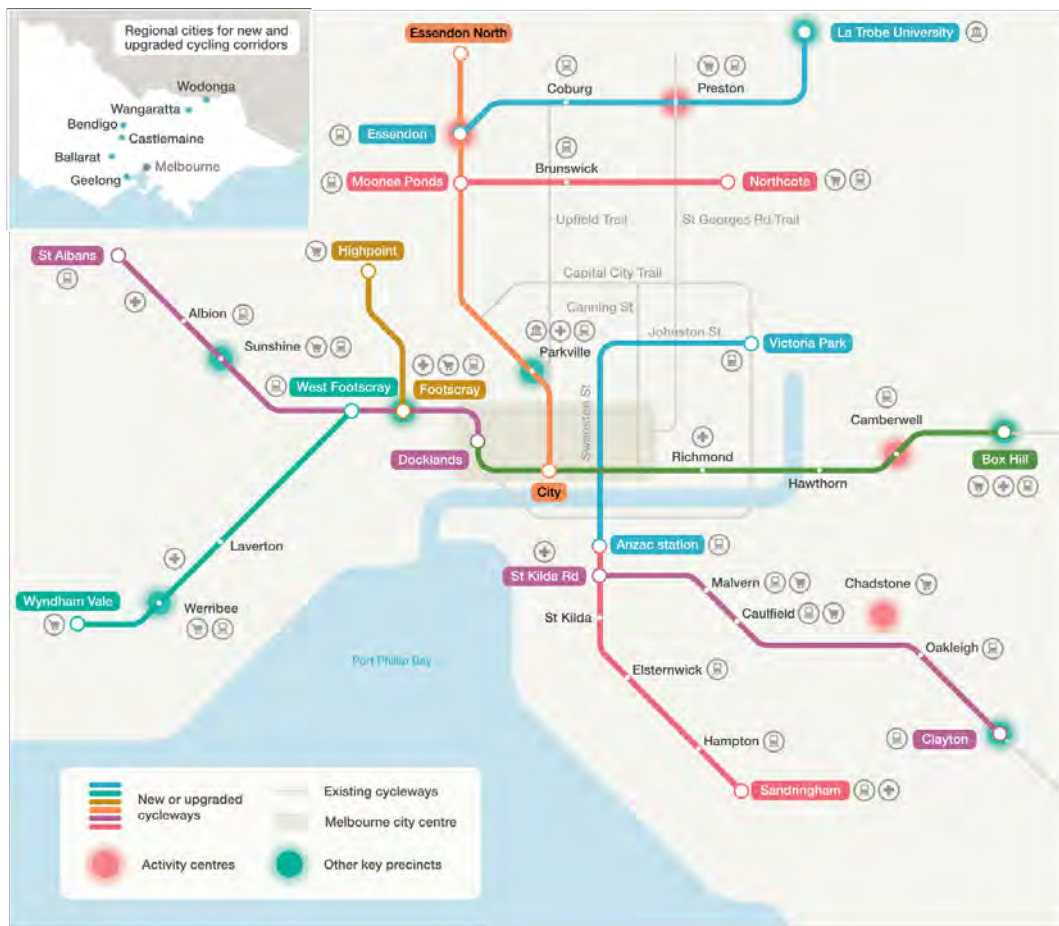 Regional cities for new and
upgraded cycling corridors
Wodonga
Wangaratta
Bendigo
Castlemaine
Ballarat
Melbourne
Geelong
Essendon North
La Trobe University
Coburg
Preston
Essendon
Moonee Ponds
Brunswick
Northcote
Upfield Trail
St Georges Rd Trail
St Albans
Highpoint
Capital City Trail
Canning St
Albion
Johnston St
Sunshine
Parkville
Victoria Park
West Footscray
Footscray
Swanston St
Camberwell
Docklands
Richmond
Box Hill
City
Hawthorn
Laverton
Anzac station
St Kilda Rd
Malvern
Chadstone
Wyndham Vale
Werribee
St Kilda
Caulfield
Oakleigh
Port Phillip Bay
Elsternwick
Hampton
Clayton
Sandringham
New or upgraded
cycleways
Existing cycleways
Melbourne city centre
Activity centres
Other key precincts